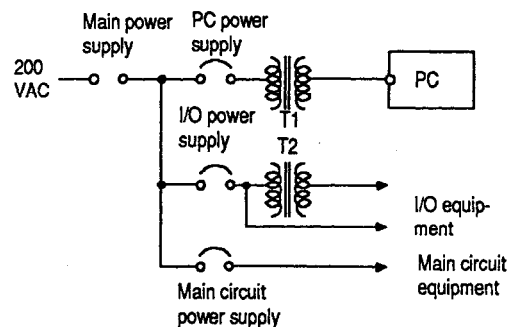 Main power
supply
PC power
supply
200
VAC
PC
T1
I/O power
supply
T2
I/O equip-
ment
Main circuit
equipment
Main circuit
power supply